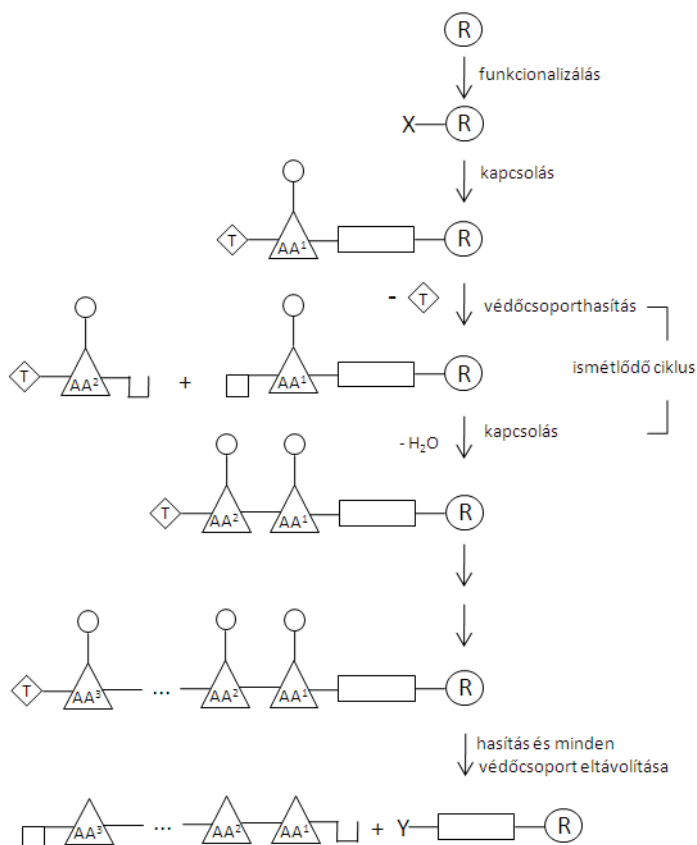 R
funkcionalizálás
X R
kapcsolás
T AA¹ R
- T védőcsoporthasítás
ismétlődő ciklus
T AA² + AA¹ R
- H₂O kapcsolás
T AA² AA¹ R
T AA³ ... AA² AA¹ R
hasítás és minden
védőcsoport eltávolítása
AA³ ... AA² AA¹ + Y R